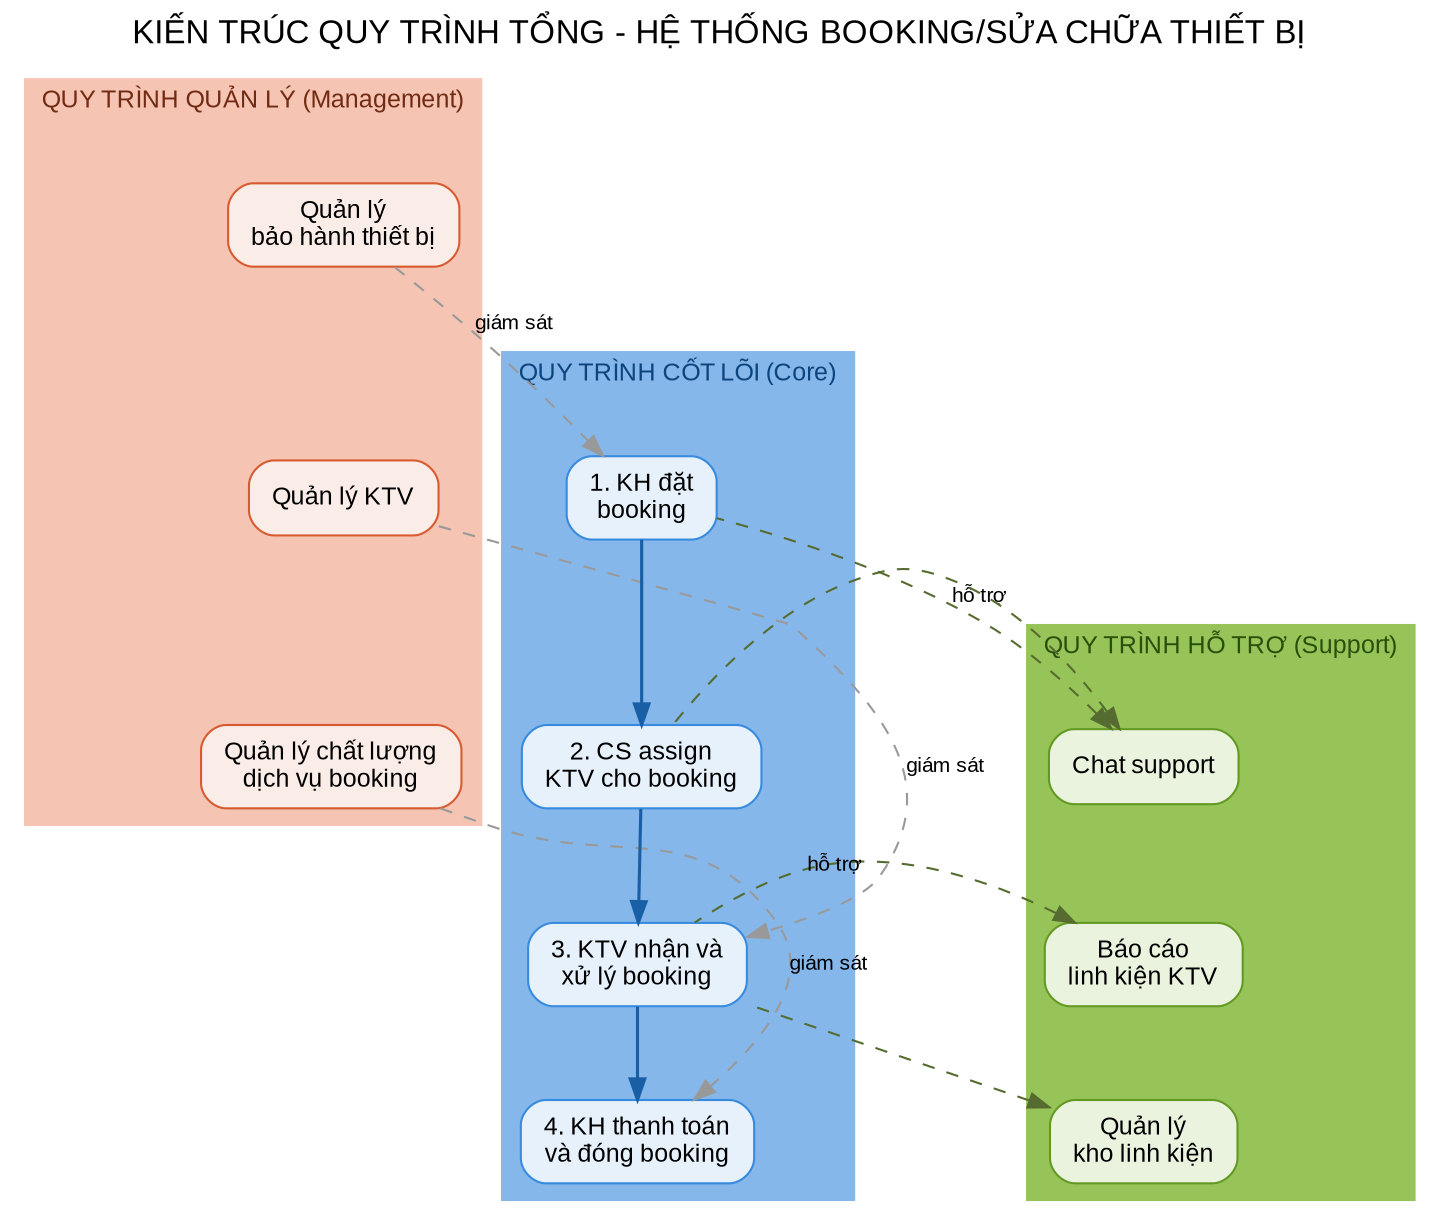 KIẾN TRÚC QUY TRÌNH TỔNG - HỆ THỐNG BOOKING/SỬA CHỮA THIẾT BỊ
QUY TRÌNH QUẢN LÝ (Management)
Quản lý
bảo hành thiết bị
giám sát
QUY TRÌNH CỐT LÕI (Core)
Quản lý KTV
1. KH đặt
booking
hỗ trợ
QUY TRÌNH HỖ TRỢ (Support)
Quản lý chất lượng
dịch vụ booking
2. CS assign
KTV cho booking
giám sát
Chat support
hỗ trợ
3. KTV nhận và
xử lý booking
giám sát
Báo cáo
linh kiện KTV
4. KH thanh toán
và đóng booking
Quản lý
kho linh kiện